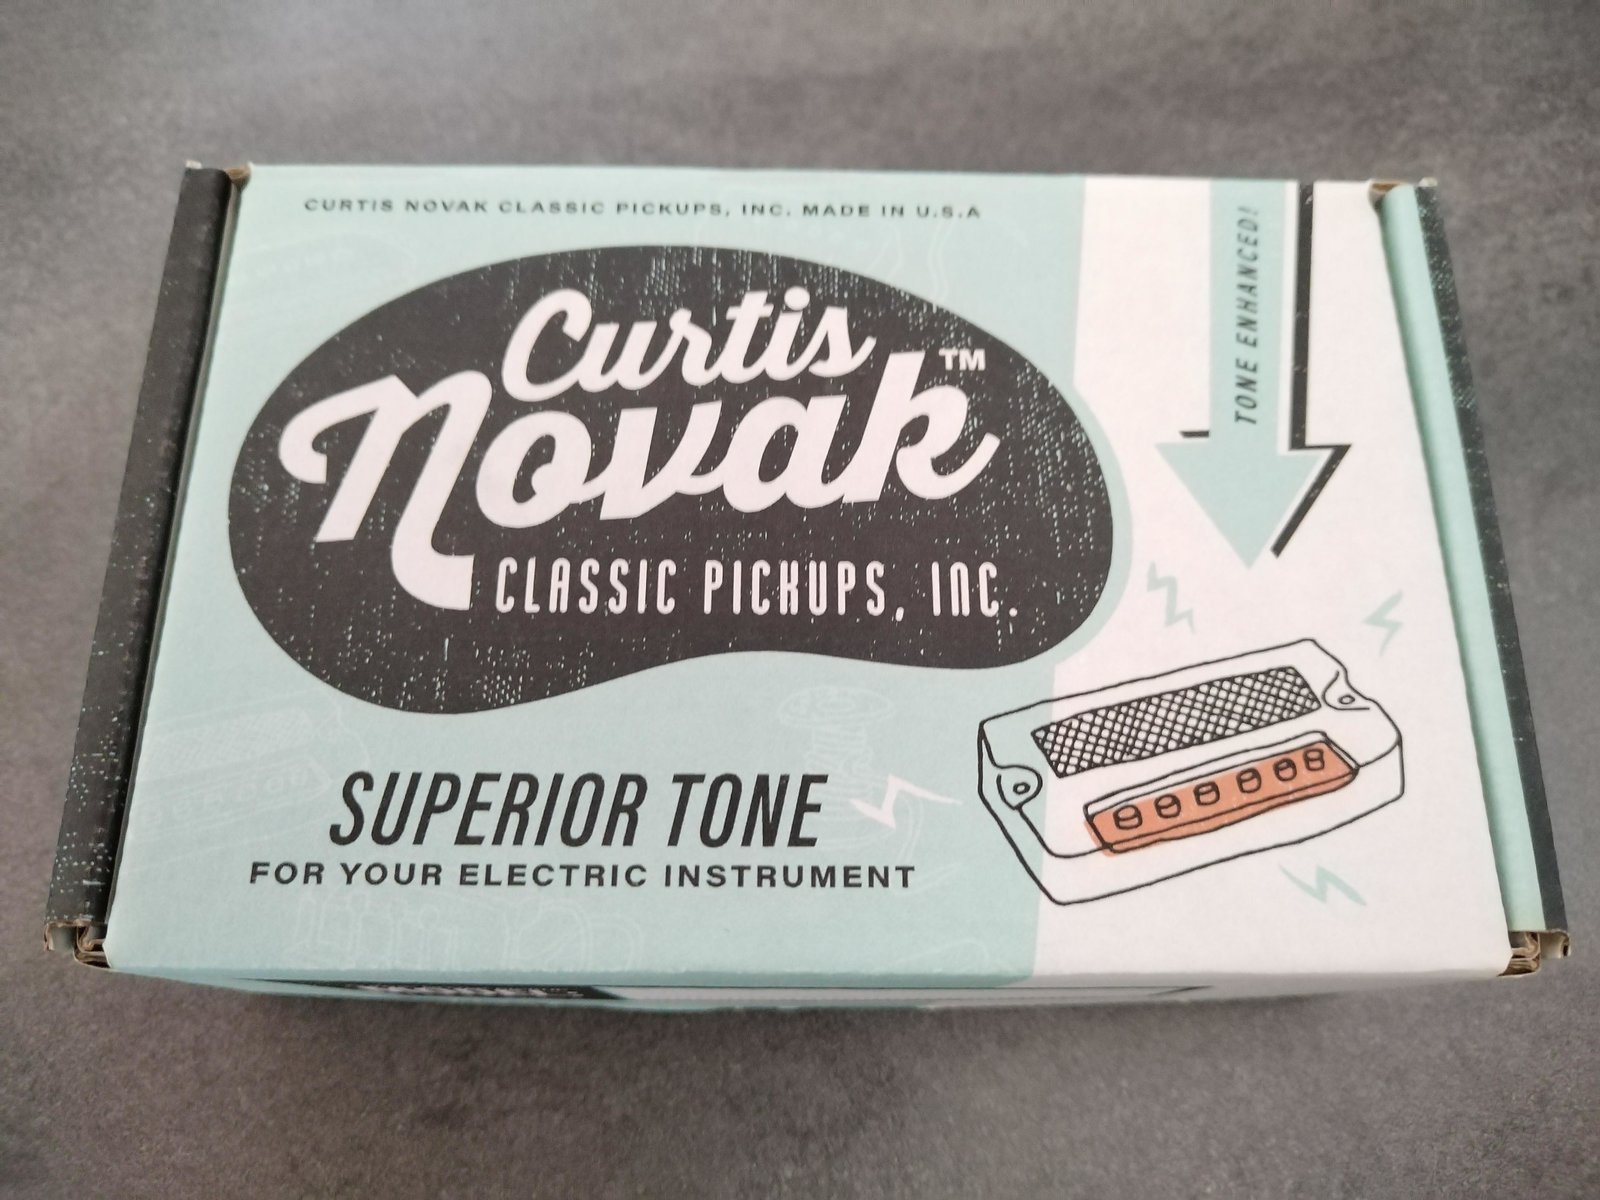 CURTIS NOVAK CLASSIC PICKUPS, INC. MADE IN U.S.A
TONE ENHANCED!
Curtis
Novak™
CLASSIC PICKUPS, INC.
SUPERIOR TONE
FOR YOUR ELECTRIC INSTRUMENT